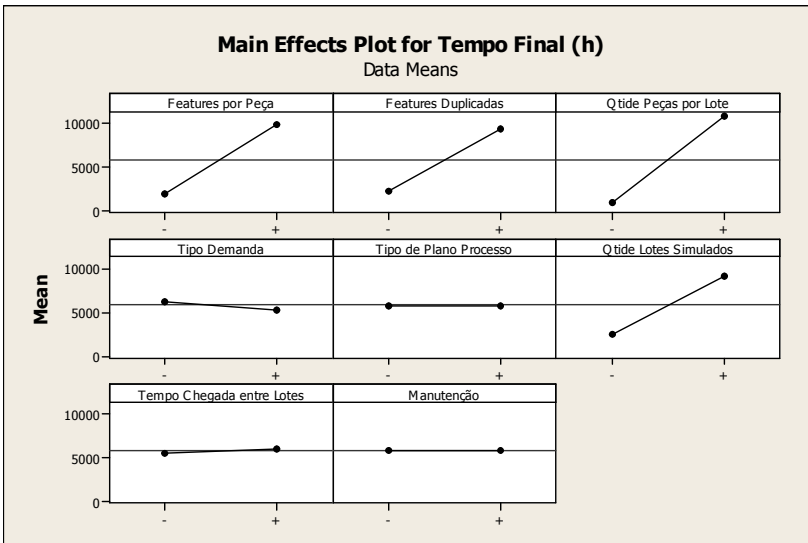 Main Effects Plot for Tempo Final (h)
Data Means
Features por Peça Features Duplicadas Qtide Peças por Lote
10000
5000
0
- + - + - +
Mean
Tipo Demanda Tipo de Plano Processo Qtide Lotes Simulados
10000
5000
0
- + - + - +
Tempo Chegada entre Lotes Manutenção
10000
5000
0
- + - +